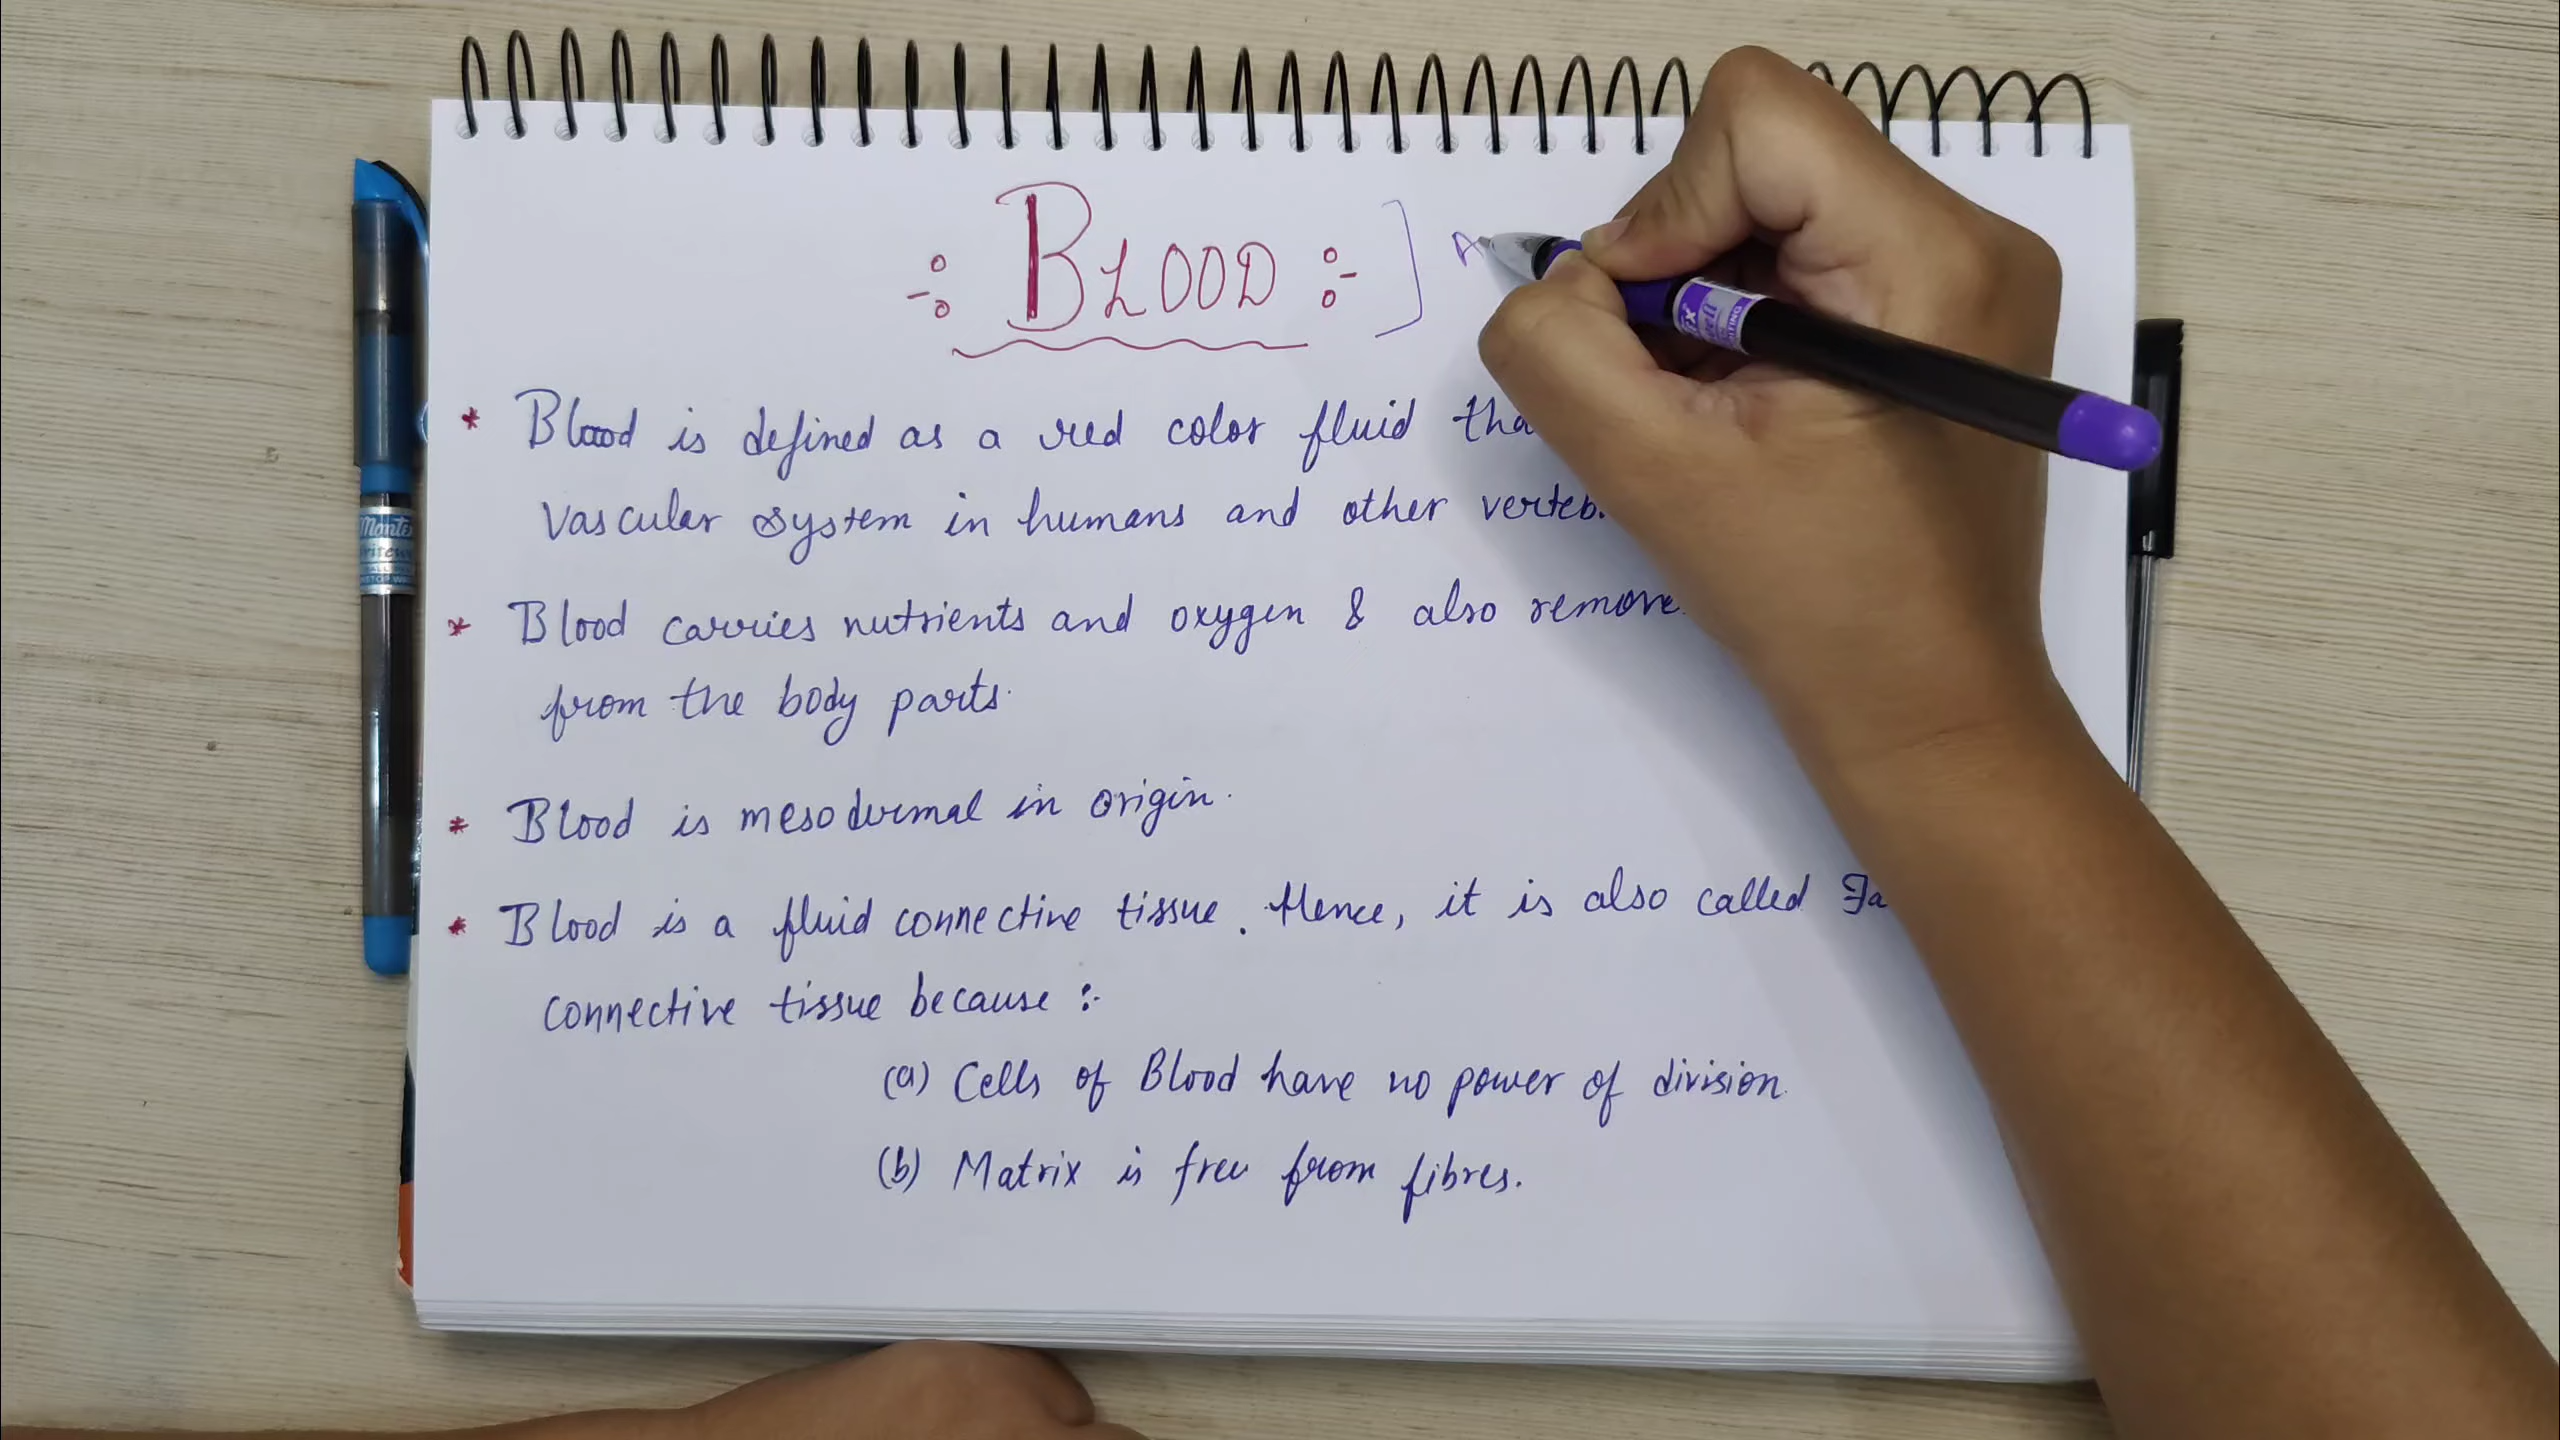 -: BLOOD :- ] A
* Blood is defined as a red color fluid tha
vascular system in humans and other verteb
* Blood carries nutrients and oxygen & also remove
from the body parts.
* Blood is mesodermal in origin.
* Blood is a fluid connective tissue. Hence, it is also called Fa
connective tissue because :-
(a) Cells of Blood have no power of division.
(b) Matrix is free from fibres.